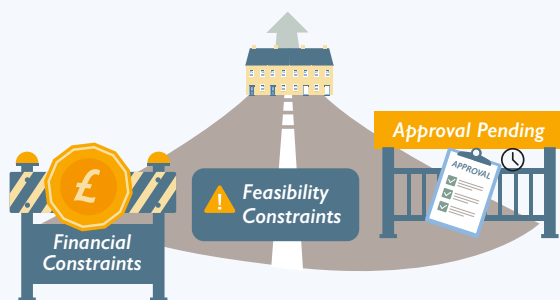 Approval Pending
APPROVAL
£
Feasibility
Constraints
!
Financial
Constraints